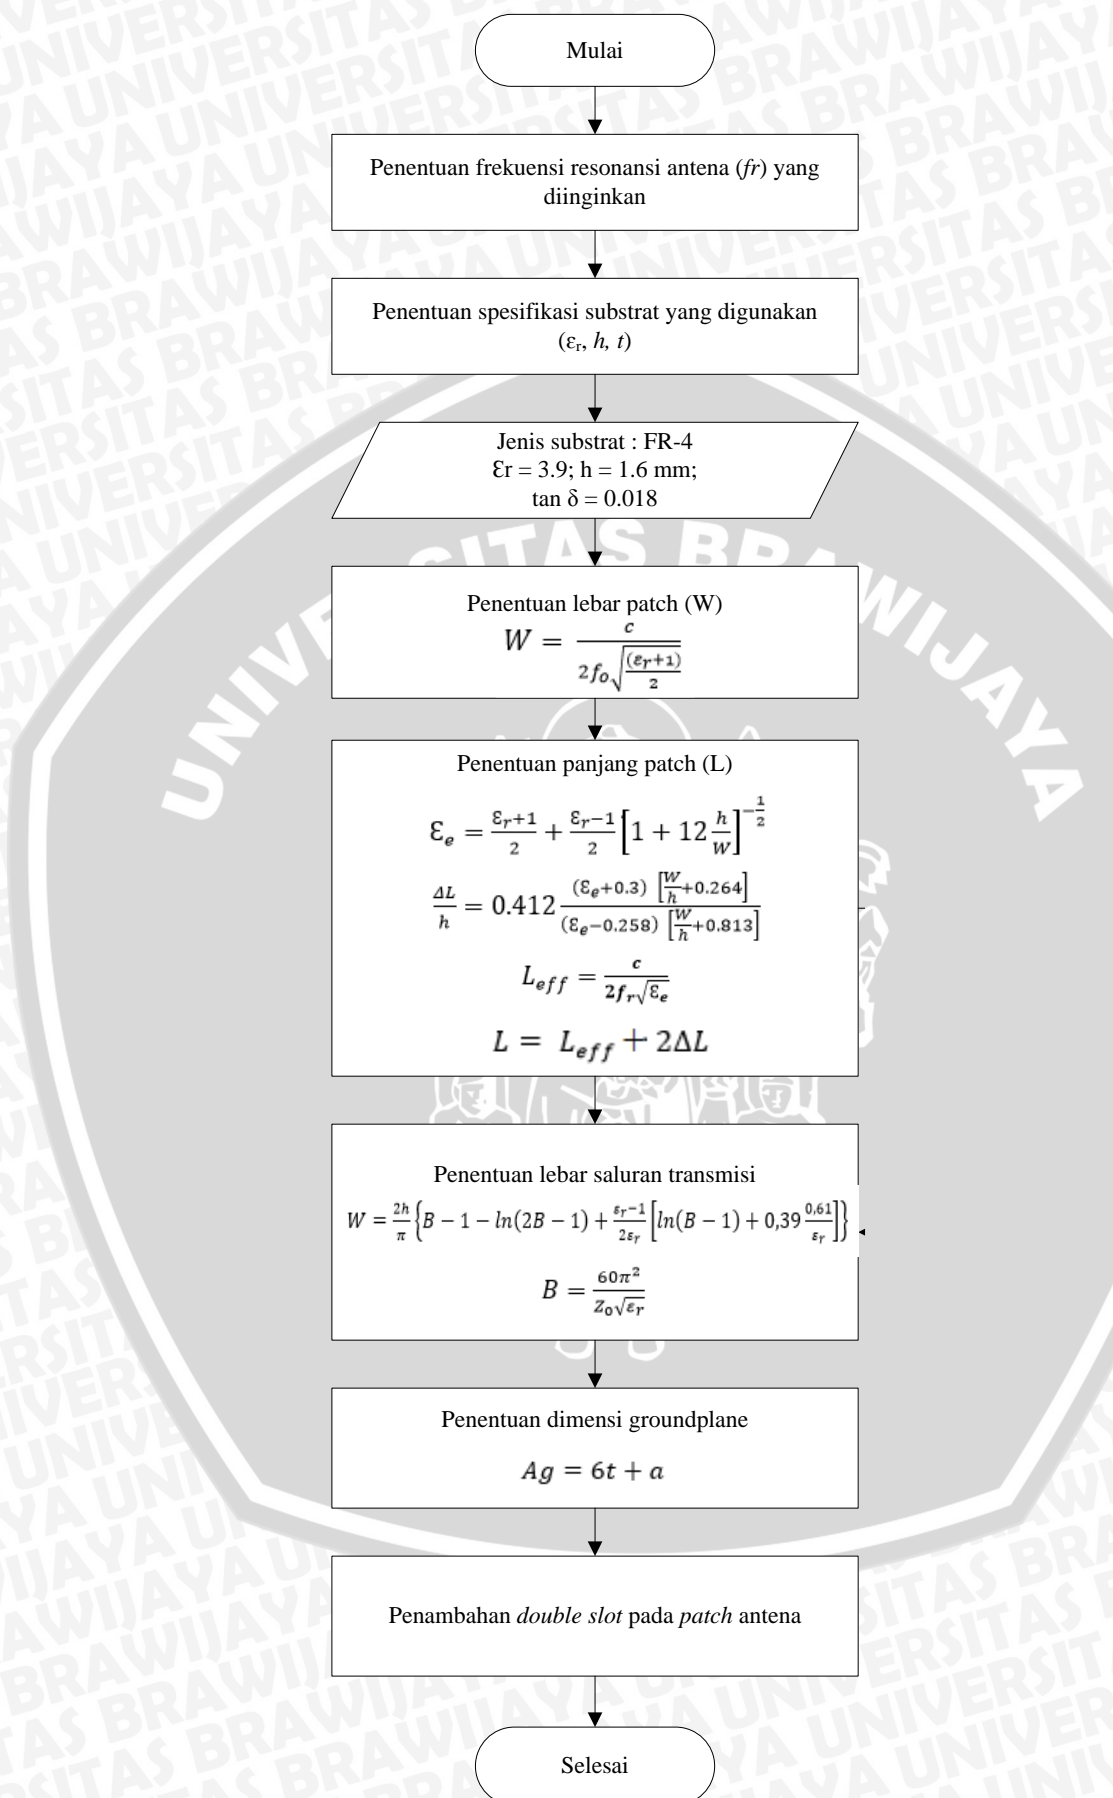 Mulai
Penentuan frekuensi resonansi antena (fr) yang
diinginkan
Penentuan spesifikasi substrat yang digunakan
(εr, h, t)
Jenis substrat : FR-4
Ɛr = 3.9; h = 1.6 mm;
tan δ = 0.018
Penentuan lebar patch (W)
W = c / (2fo√((εr+1)/2))
Penentuan panjang patch (L)
Ɛe = (Ɛr+1)/2 + (Ɛr−1)/2 [1 + 12 h/W]^(−1/2)
ΔL/h = 0.412 (Ɛe+0.3) [W/h+0.264] / (Ɛe−0.258) [W/h+0.813]
Leff = c / (2fr√Ɛe)
L = Leff + 2ΔL
Penentuan lebar saluran transmisi
W = 2h/π {B − 1 − ln(2B − 1) + (εr−1)/(2εr) [ln(B − 1) + 0,39 0,61/εr]}
B = 60π² / (Z0√εr)
Penentuan dimensi groundplane
Ag = 6t + a
Penambahan double slot pada patch antena
Selesai
UNIVERSITAS BRAWIJAYA